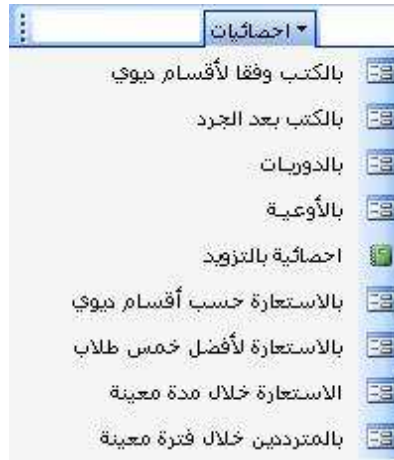 احصائيات
بالكتب وفقا لأقسام ديوي
بالكتب بعد الجرد
بالدوريات
بالأوعية
احصائية بالتزويد
بالاستعارة حسب أقسام ديوي
بالاستعارة لأفضل خمس طلاب
الاستعارة خلال مدة معينة
بالمترددين خلال فترة معينة